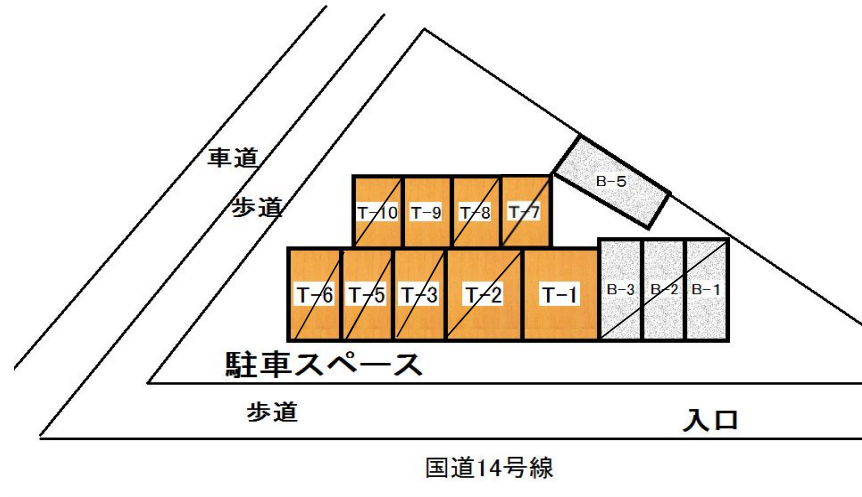 車道
歩道
B-5
T-10
T-9
T-8
T-7
T-6
T-5
T-3
T-2
T-1
B-3
B-2
B-1
駐車スペース
歩道
入口
国道14号線